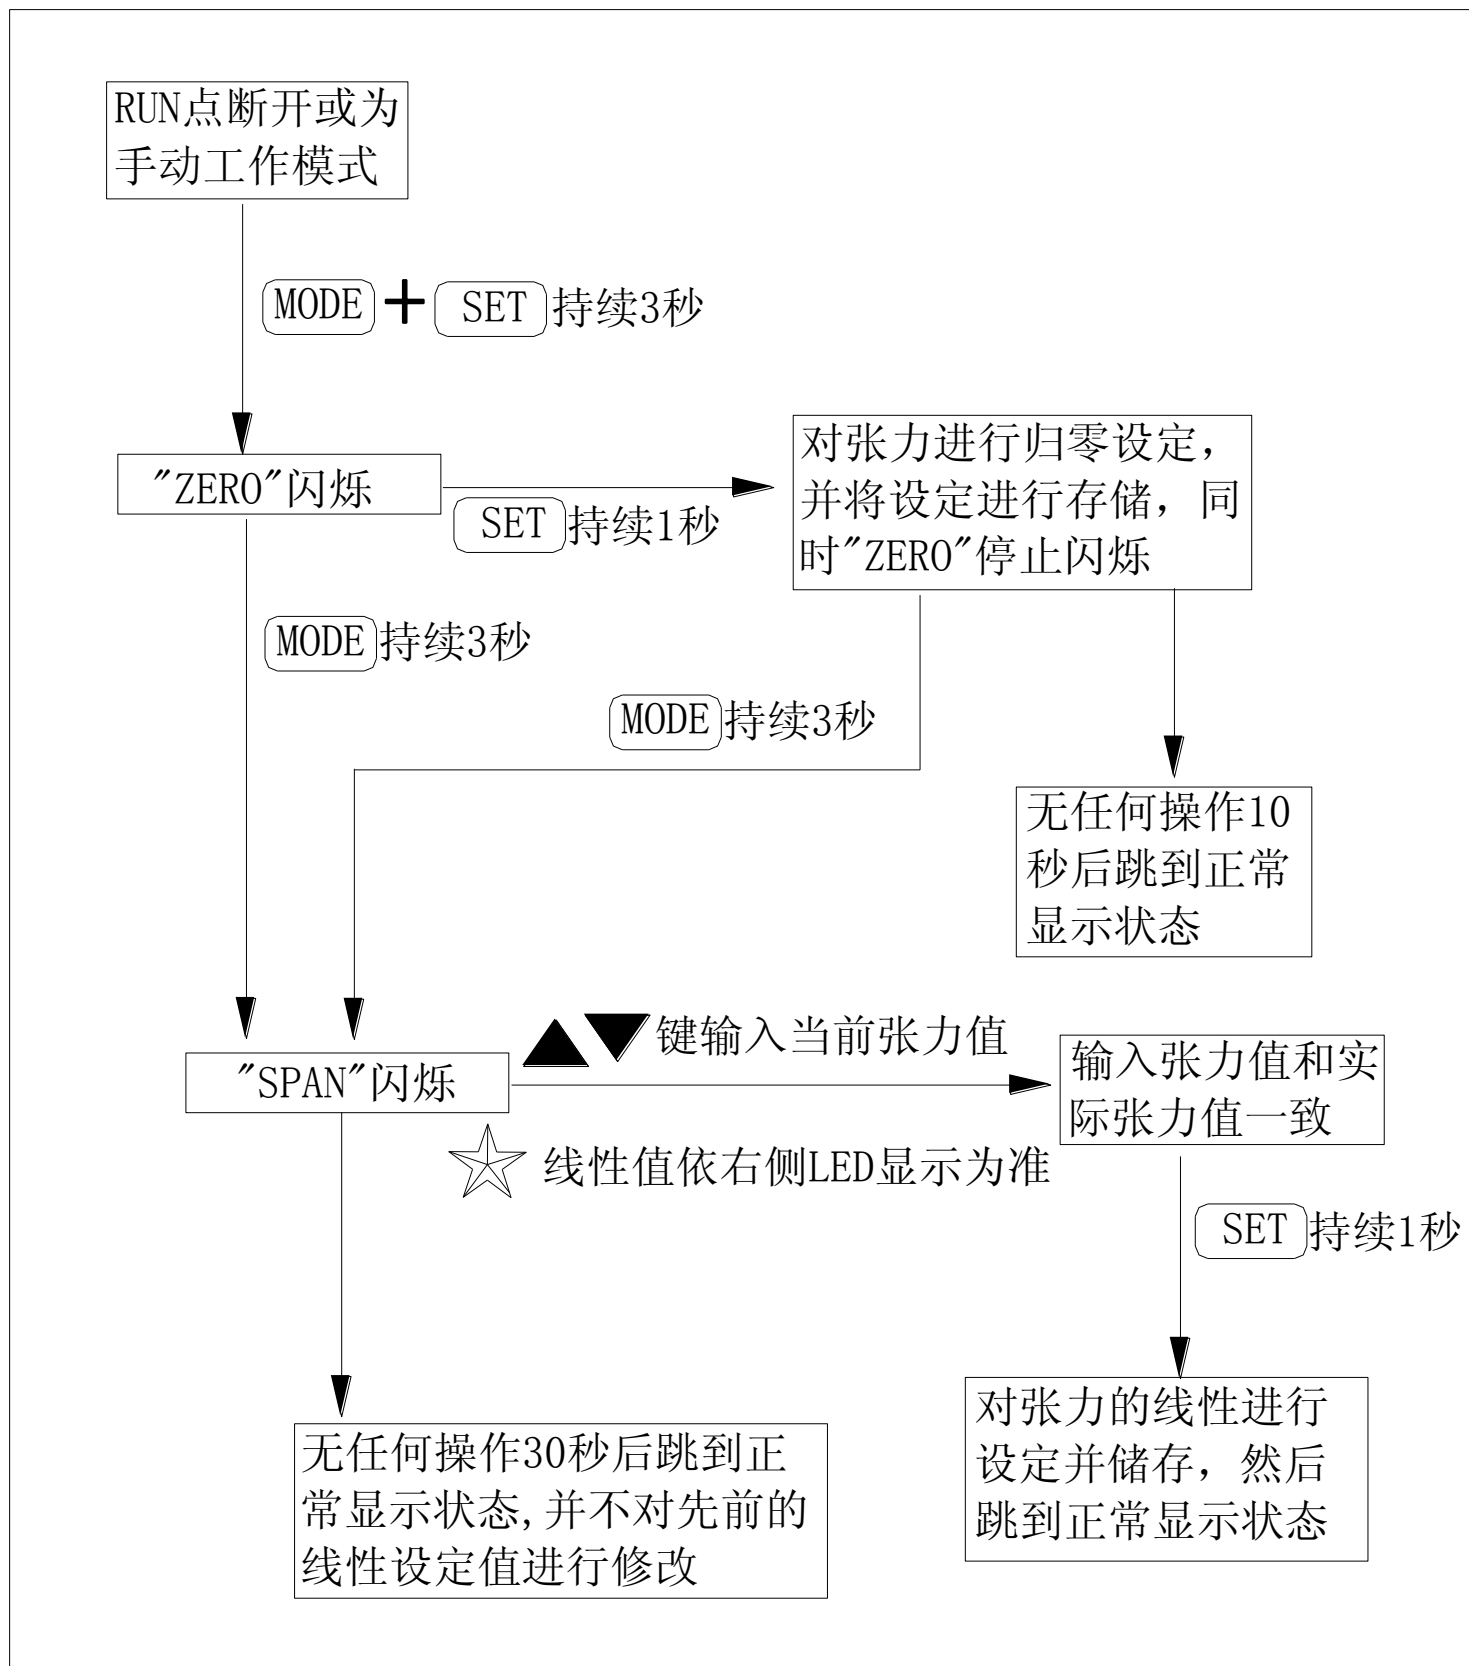 RUN点断开或为
手动工作模式
MODE+ SET 持续3秒
"ZERO"闪烁
SET 持续1秒
对张力进行归零设定，
并将设定进行存储，同
时"ZERO"停止闪烁
MODE持续3秒
MODE持续3秒
无任何操作10
秒后跳到正常
显示状态
"SPAN"闪烁
▲▼键输入当前张力值
☆ 线性值依右侧LED显示为准
输入张力值和实
际张力值一致
SET 持续1秒
无任何操作30秒后跳到正
常显示状态,并不对先前的
线性设定值进行修改
对张力的线性进行
设定并储存，然后
跳到正常显示状态